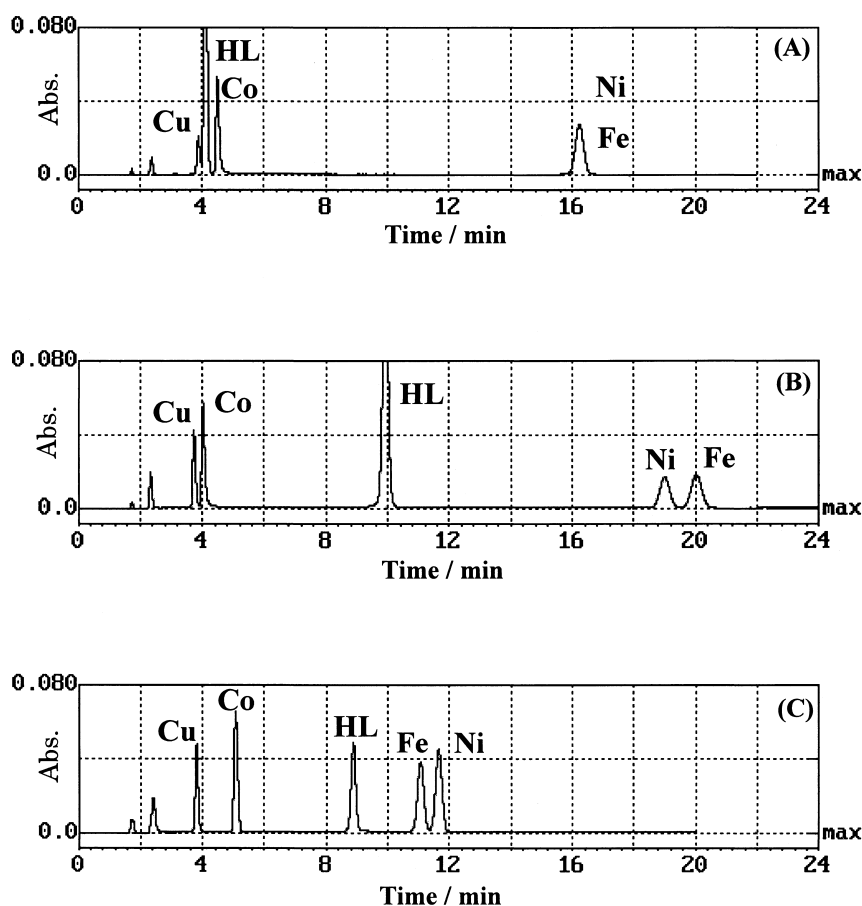 0.080
Abs.
0.0
HL
Co
Cu
Ni
Fe
(A)
max
0 4 8 12 16 20 24
Time / min
0.080
Abs.
0.0
Cu Co
HL
Ni Fe
(B)
max
0 4 8 12 16 20 24
Time / min
0.080
Abs.
0.0
Cu
Co
HL
Fe Ni
(C)
max
0 4 8 12 16 20 24
Time / min